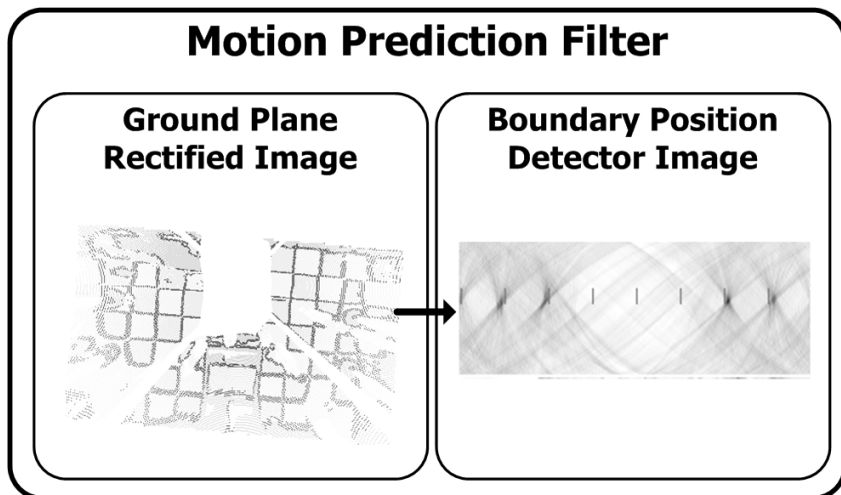 Motion Prediction Filter
Ground Plane
Rectified Image
Boundary Position
Detector Image